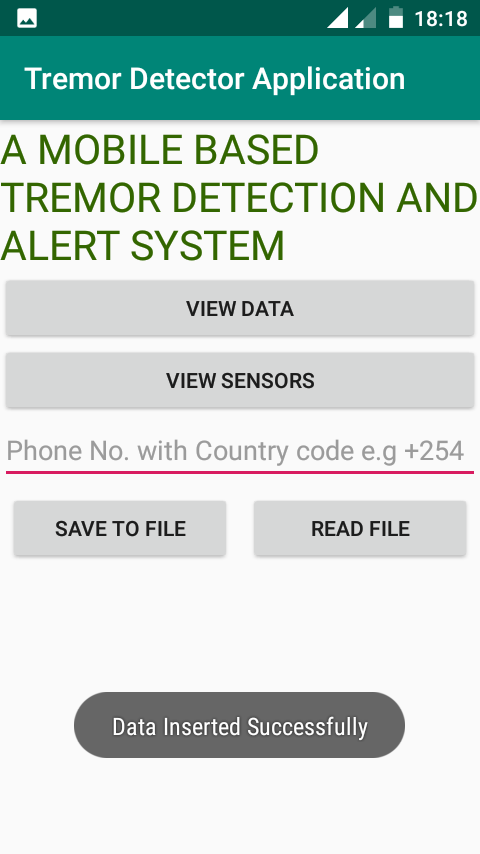 18:18
Tremor Detector Application
A MOBILE BASED
TREMOR DETECTION AND
ALERT SYSTEM
VIEW DATA
VIEW SENSORS
Phone No. with Country code e.g +254
SAVE TO FILE
READ FILE
Data Inserted Successfully